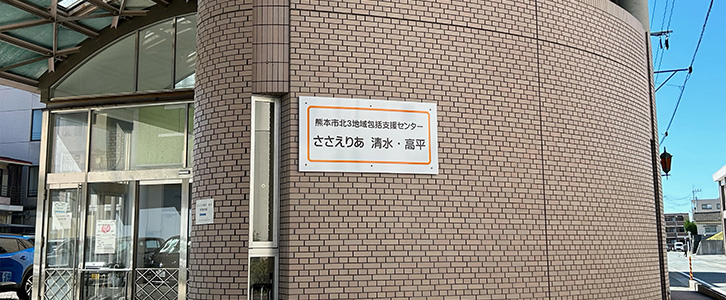 熊本市北3地域包括支援センター
ささえりあ 清水・高平